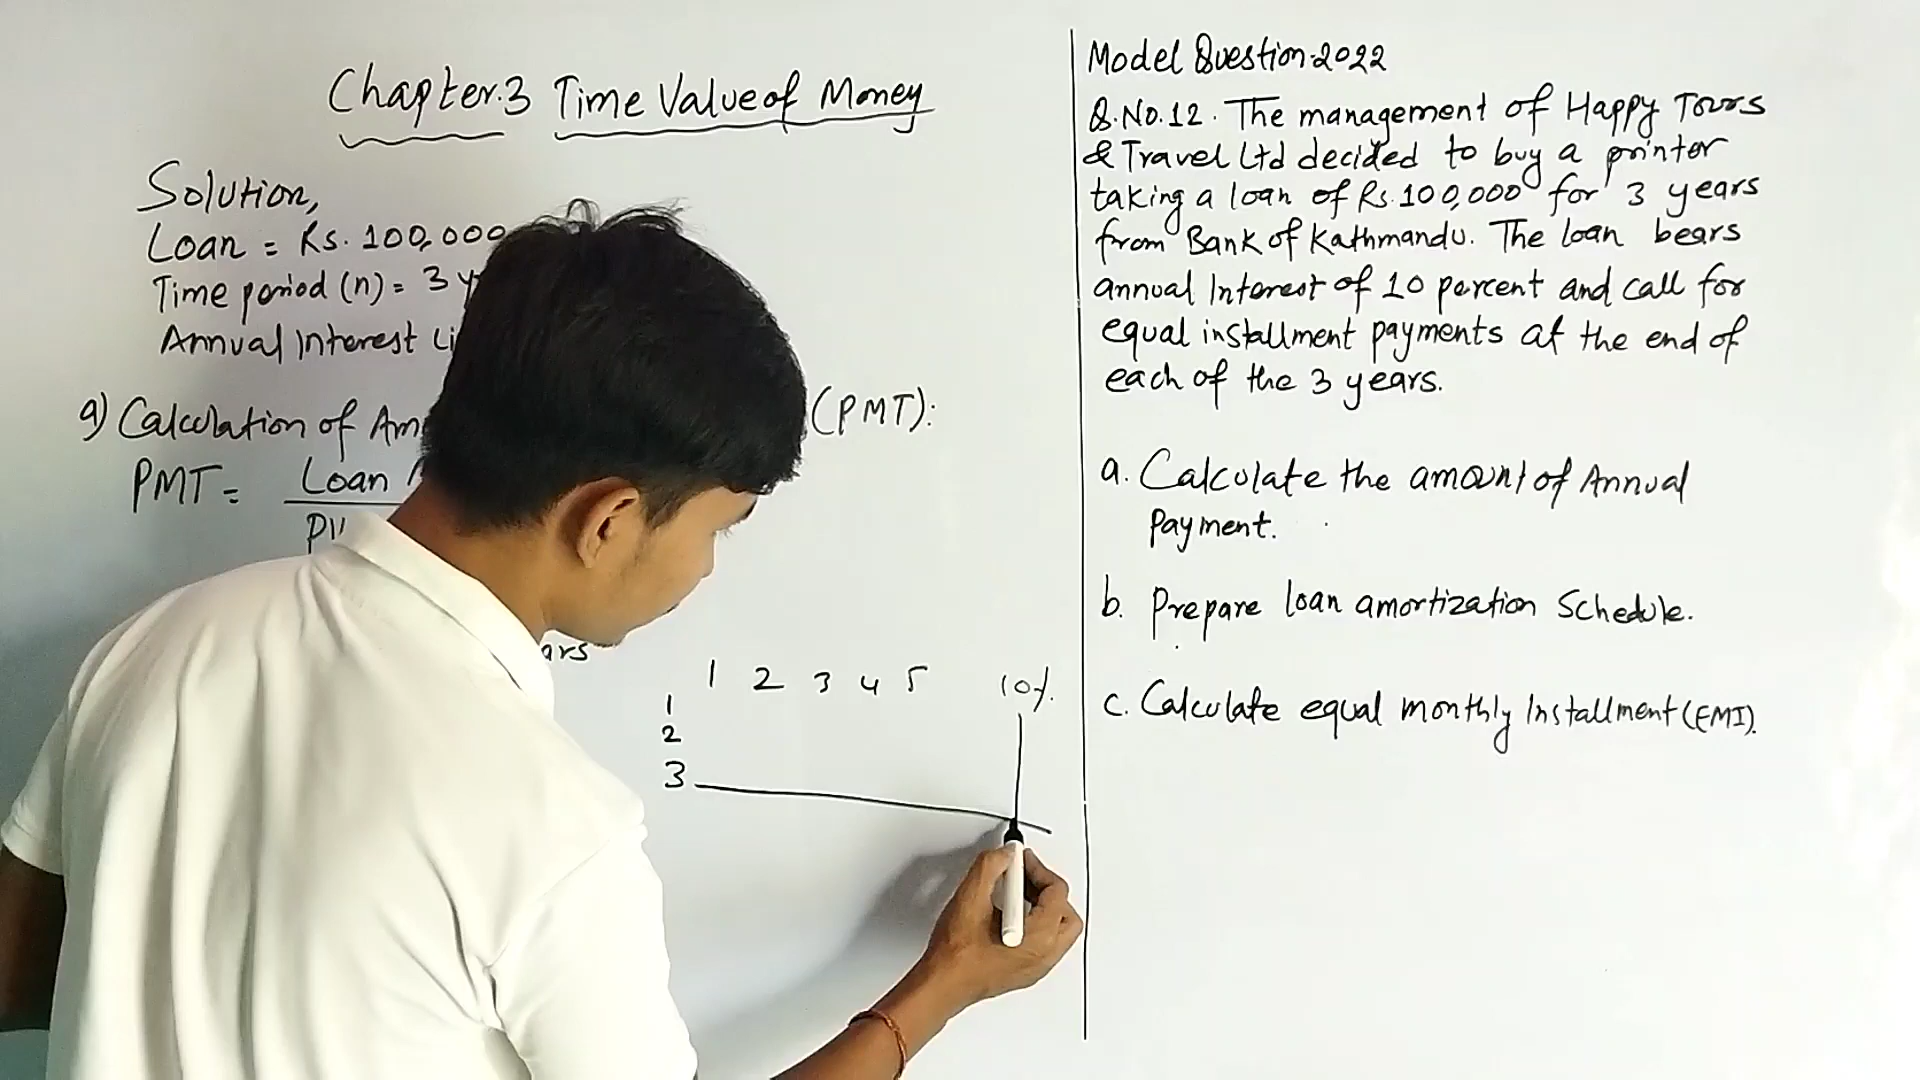 Chapter.3 Time Value of Money
Solution,
Loan = Rs. 100,000
Time period (n) = 3
Annual Interest
a) Calculation of (PMT):
PMT = Loan
1 2 3 4 5 10%
1
2
3
Model Question-2022
Q.No.12. The management of Happy Tours
& Travel Ltd decided to buy a printer
taking a loan of Rs.100,000 for 3 years
from Bank of Kathmandu. The loan bears
annual Interest of 10 percent and call for
equal installment payments at the end of
each of the 3 years.
a. Calculate the amount of Annual
Payment.
b. Prepare loan amortization Schedule.
c. Calculate equal monthly Installment (EMI).